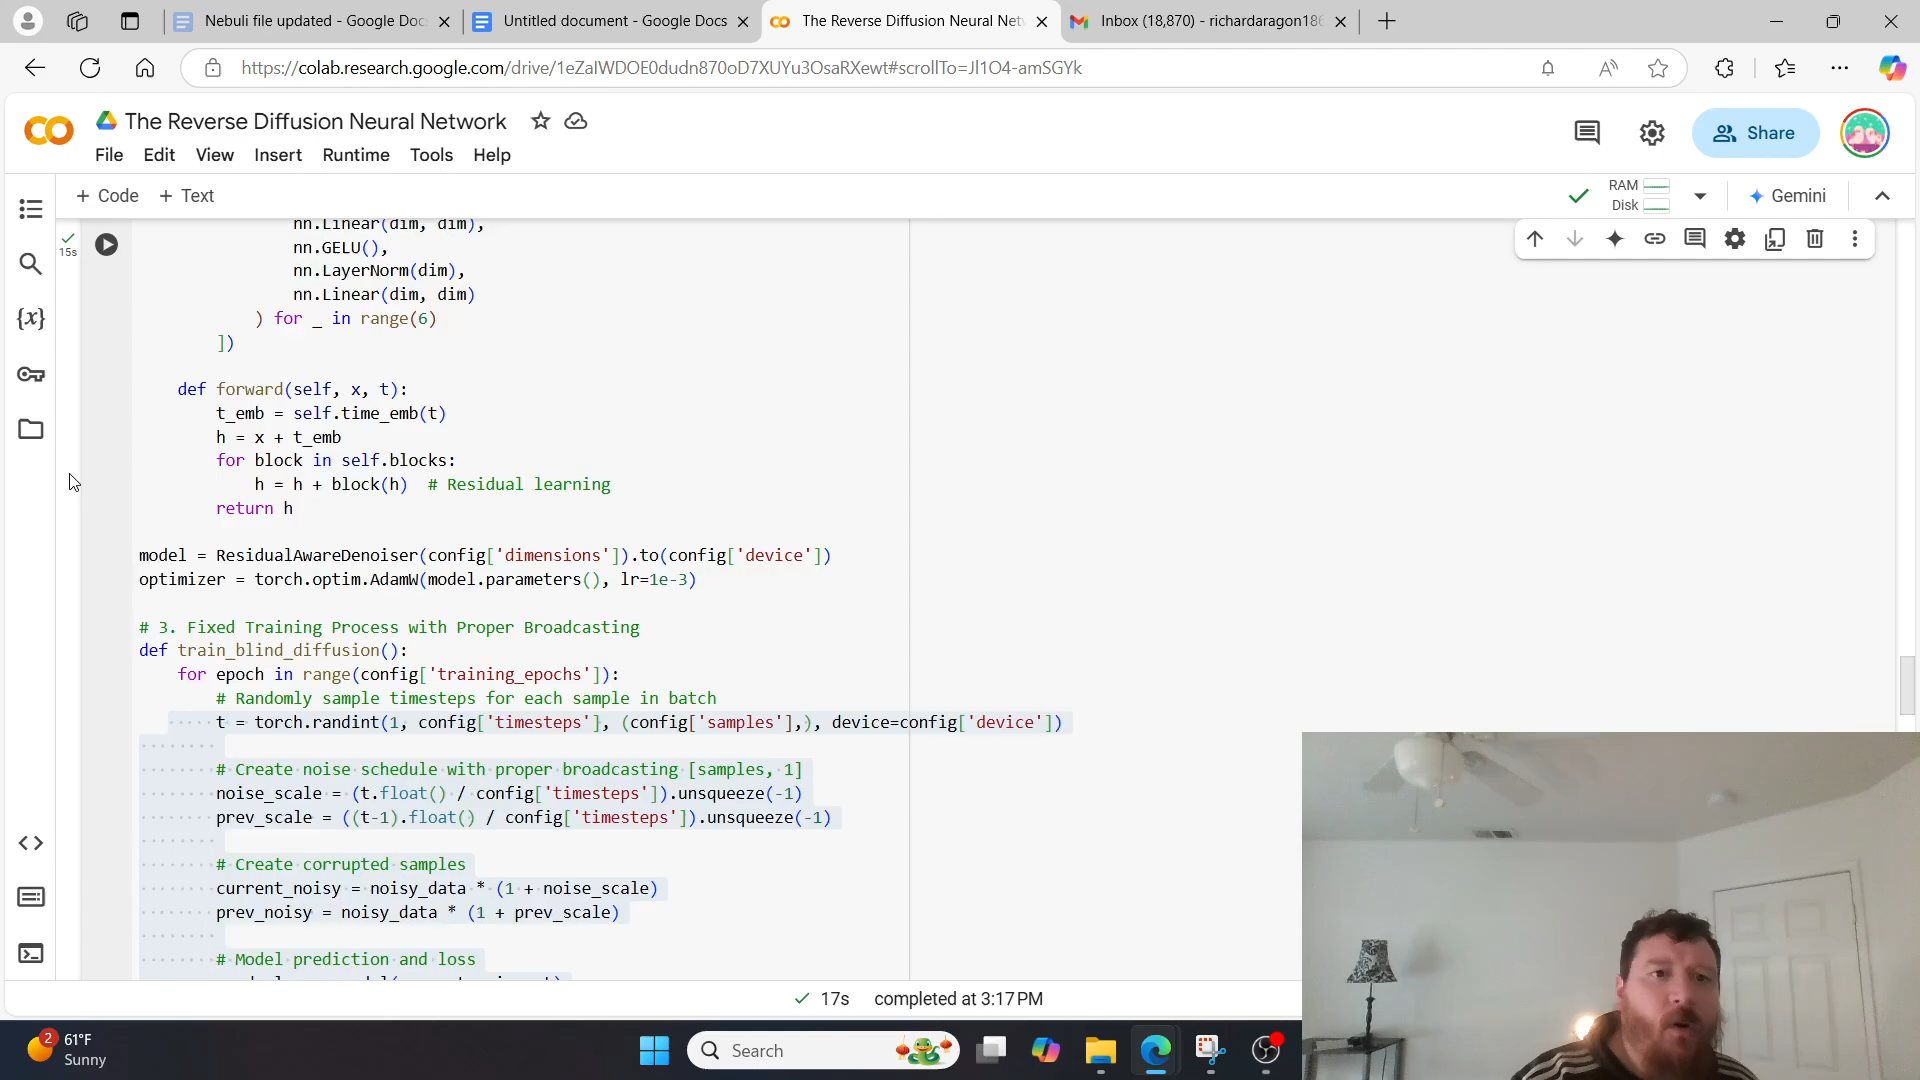 Nebuli file updated - Google Doc
Untitled document - Google Docs
The Reverse Diffusion Neural Net
Inbox (18,870) - richardaragon186
https://colab.research.google.com/drive/1eZaIWDOE0dudn870oD7XUYu3OsaRXewt#scrollTo=Jl1O4-amSGYk
The Reverse Diffusion Neural Network
Share
File Edit View Insert Runtime Tools Help
+ Code + Text
RAM
Disk
Gemini
15s
nn.Linear(dim, dim),
nn.GELU(),
nn.LayerNorm(dim),
nn.Linear(dim, dim)
) for _ in range(6)
])
def forward(self, x, t):
t_emb = self.time_emb(t)
h = x + t_emb
for block in self.blocks:
h = h + block(h)  # Residual learning
return h
model = ResidualAwareDenoiser(config['dimensions']).to(config['device'])
optimizer = torch.optim.AdamW(model.parameters(), lr=1e-3)
# 3. Fixed Training Process with Proper Broadcasting
def train_blind_diffusion():
for epoch in range(config['training_epochs']):
# Randomly sample timesteps for each sample in batch
t = torch.randint(1, config['timesteps'], (config['samples'],), device=config['device'])
# Create noise schedule with proper broadcasting [samples, 1]
noise_scale = (t.float() / config['timesteps']).unsqueeze(-1)
prev_scale = ((t-1).float() / config['timesteps']).unsqueeze(-1)
# Create corrupted samples
current_noisy = noisy_data * (1 + noise_scale)
prev_noisy = noisy_data * (1 + prev_scale)
# Model prediction and loss
17s completed at 3:17 PM
2
61°F
Sunny
Search